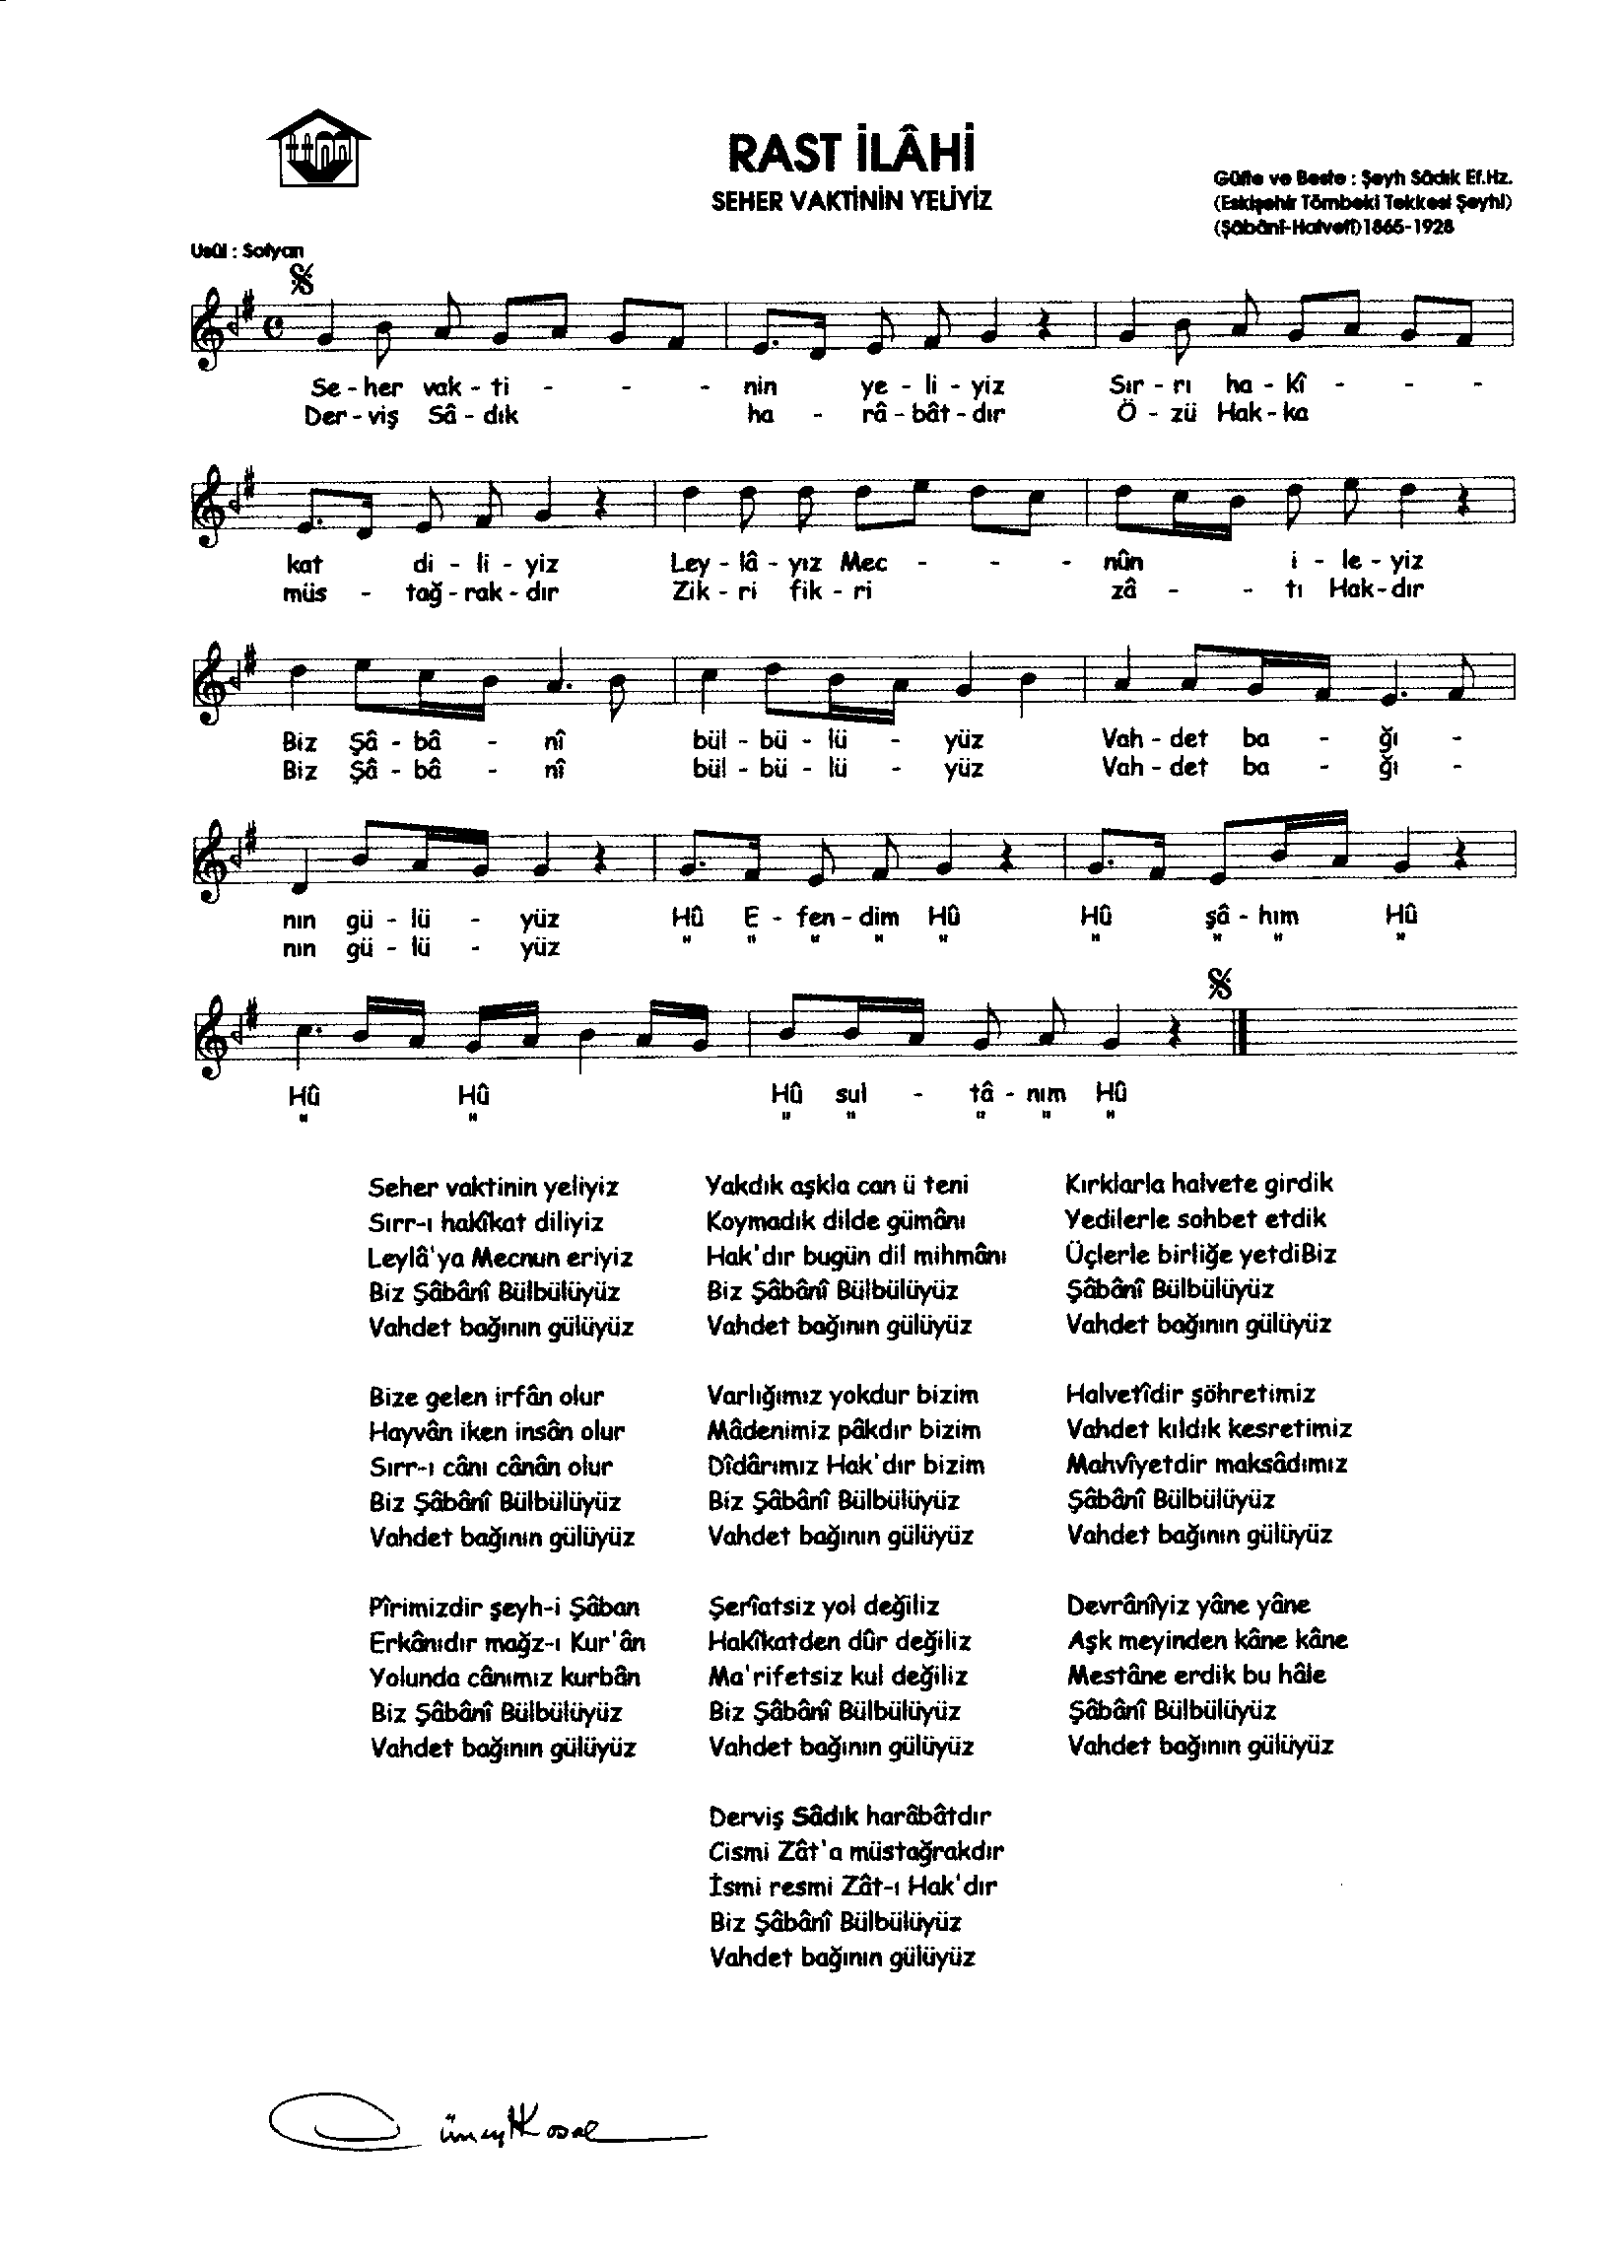 RAST İLÂHİ
SEHER VAKTİNİN YELİYİZ
Güfte ve Beste : Şeyh Sâdık Ef.Hz.
(Eskişehir Tömbeki Tekkesi Şeyhi)
(Şâbânî-Halvetî)1865-1928
Usûl : Sofyan
Se - her vak - ti - - - nin ye - li - yiz Sır - rı ha - kî - - -
Der - viş Sâ - dık ha - râ - bât - dır Ö - zü Hak - ka
kat di - li - yiz Ley - lâ - yız Mec - - - nûn i - le - yiz
müs - tağ - rak - dır Zik - ri fik - ri zâ - - tı Hak - dır
Biz Şâ - bâ - nî bül - bü - lü - yüz Vah - det ba - ğı -
Biz Şâ - bâ - nî bül - bü - lü - yüz Vah - det ba - ğı -
nın gü - lü - yüz Hû E - fen - dim Hû Hû şâ - hım Hû
nın gü - lü - yüz " " " " " " " " "
Hû Hû Hû sul - tâ - nım Hû
" " " " " " "
Seher vaktinin yeliyiz
Sırr-ı hakîkat diliyiz
Leylâ'ya Mecnun eriyiz
Biz Şâbânî Bülbülüyüz
Vahdet bağının gülüyüz
Yakdık aşkla can ü teni
Koymadık dilde gümânı
Hak'dır bugün dil mihmânı
Biz Şâbânî Bülbülüyüz
Vahdet bağının gülüyüz
Kırklarla halvete girdik
Yedilerle sohbet etdik
Üçlerle birliğe yetdiBiz
Şâbânî Bülbülüyüz
Vahdet bağının gülüyüz
Bize gelen irfân olur
Hayvân iken insân olur
Sırr-ı cânı cânân olur
Biz Şâbânî Bülbülüyüz
Vahdet bağının gülüyüz
Varlığımız yokdur bizim
Mâdenimiz pâkdır bizim
Dîdârımız Hak'dır bizim
Biz Şâbânî Bülbülüyüz
Vahdet bağının gülüyüz
Halvetîdir şöhretimiz
Vahdet kıldık kesretimiz
Mahvîyetdir maksâdımız
Şâbânî Bülbülüyüz
Vahdet bağının gülüyüz
Pîrimizdir şeyh-i Şâban
Erkânıdır mağz-ı Kur'ân
Yolunda cânımız kurbân
Biz Şâbânî Bülbülüyüz
Vahdet bağının gülüyüz
Şerîatsiz yol değiliz
Hakîkatden dûr değiliz
Ma'rifetsiz kul değiliz
Biz Şâbânî Bülbülüyüz
Vahdet bağının gülüyüz
Devrânîyiz yâne yâne
Aşk meyinden kâne kâne
Mestâne erdik bu hâle
Şâbânî Bülbülüyüz
Vahdet bağının gülüyüz
Derviş Sâdık harâbâtdır
Cismi Zât'a müstağrakdır
İsmi resmi Zât-ı Hak'dır
Biz Şâbânî Bülbülüyüz
Vahdet bağının gülüyüz
Cüneyt Kosal